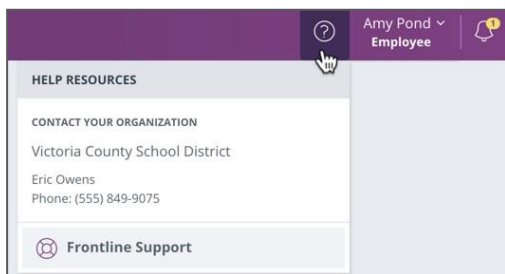 Amy Pond
Employee
1
HELP RESOURCES
CONTACT YOUR ORGANIZATION
Victoria County School District
Eric Owens
Phone: (555) 849-9075
Frontline Support